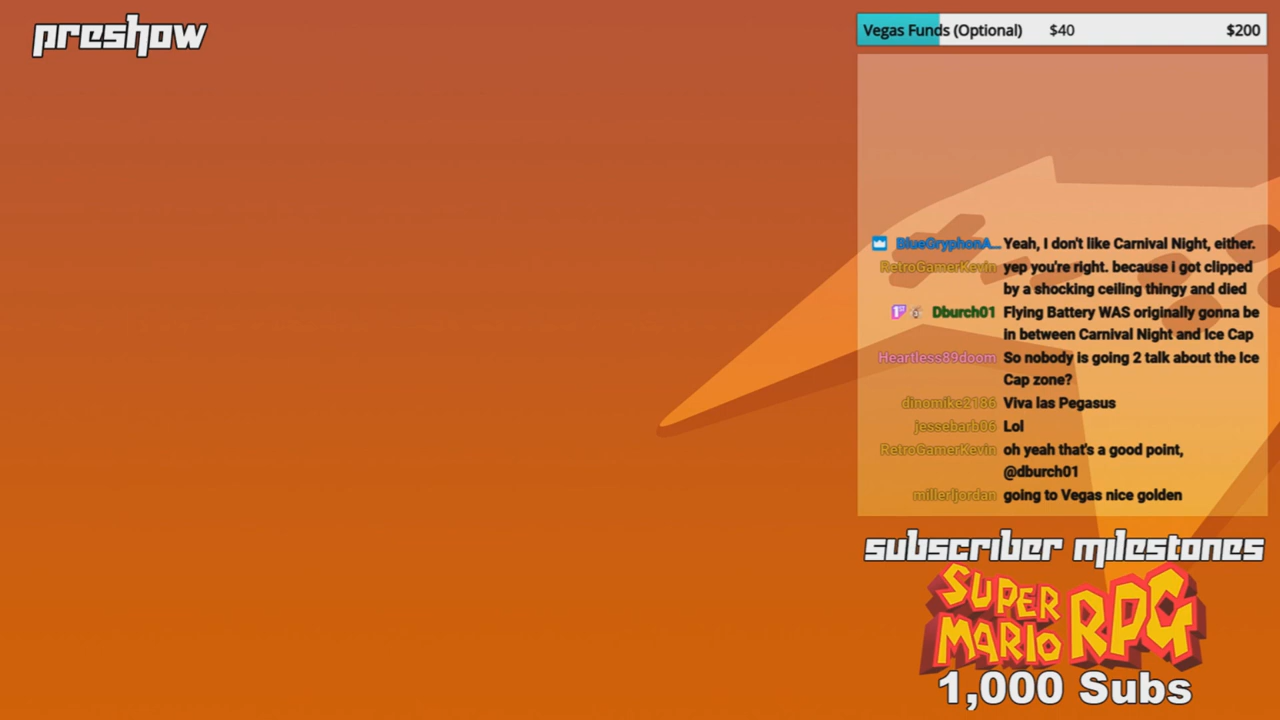 preshow
Vegas Funds (Optional) $40 $200
BlueGryphonA... Yeah, I don't like Carnival Night, either.
RetroGamerKevin yep you're right. because i got clipped
by a shocking ceiling thingy and died
Dburch01 Flying Battery WAS originally gonna be
in between Carnival Night and Ice Cap
Heartless89doom So nobody is going 2 talk about the Ice
Cap zone?
dinomike2186 Viva las Pegasus
jessebarb06 Lol
RetroGamerKevin oh yeah that's a good point,
@dburch01
millerljordan going to Vegas nice golden
subscriber milestones
SUPER
MARIO RPG
1,000 Subs